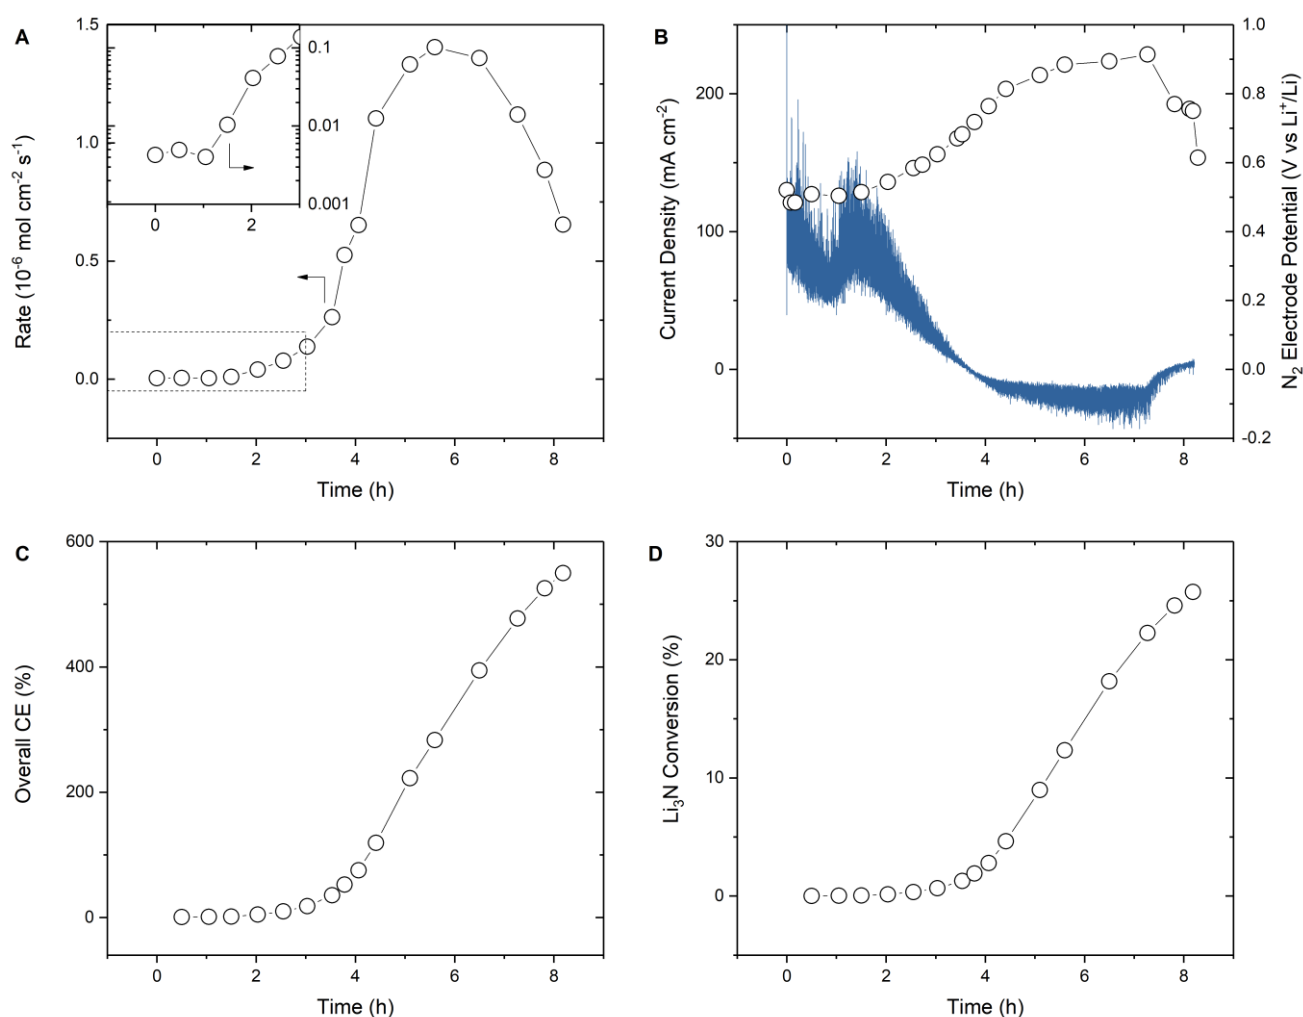 A
Rate (10⁻⁶ mol cm⁻² s⁻¹)
1.5
1.0
0.5
0.0
0.1
0.01
0.001
0 2
0 2 4 6 8
Time (h)
B
Current Density (mA cm⁻²)
200
100
0
1.0
0.8
0.6
0.4
0.2
0.0
-0.2
N₂ Electrode Potential (V vs Li⁺/Li)
0 2 4 6 8
Time (h)
C
Overall CE (%)
600
400
200
0
0 2 4 6 8
Time (h)
D
Li₃N Conversion (%)
30
20
10
0
0 2 4 6 8
Time (h)